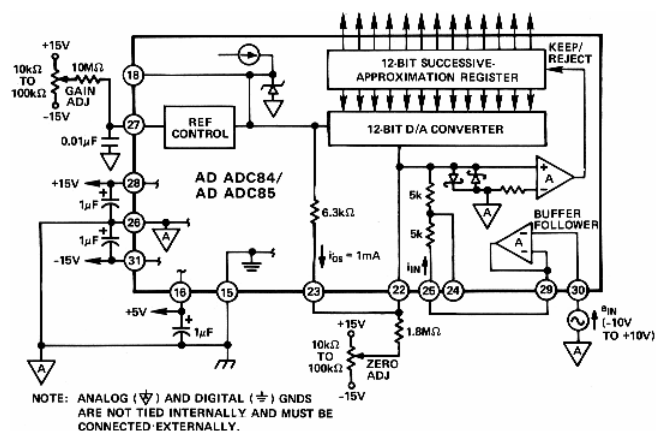 +15V
10kΩ
TO
100kΩ
10MΩ
GAIN
ADJ
-15V
18
27
0.01μF
REF
CONTROL
12-BIT SUCCESSIVE-
APPROXIMATION REGISTER
KEEP/
REJECT
12-BIT D/A CONVERTER
AD ADC84/
AD ADC85
+15V
28
1μF
26
A
1μF
-15V
31
6.3kΩ
iOS = 1mA
5k
5k
iIN
A
A
BUFFER
FOLLOWER
A
16
15
23
22
25
24
29
30
+5V
1μF
A
1.8MΩ
+15V
10kΩ
TO
100kΩ
ZERO
ADJ
-15V
eIN
(-10V
TO +10V)
A
NOTE: ANALOG (A) AND DIGITAL (⏚) GNDS
ARE NOT TIED INTERNALLY AND MUST BE
CONNECTED EXTERNALLY.